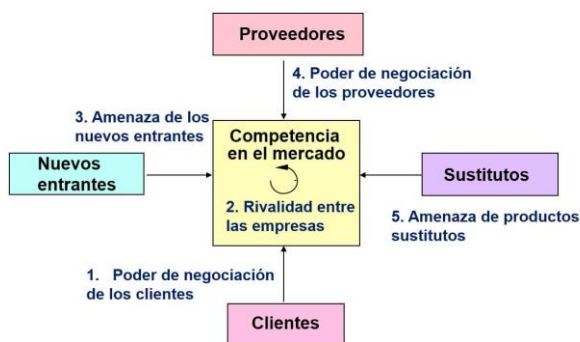 Proveedores
4. Poder de negociación
de los proveedores
3. Amenaza de los
nuevos entrantes
Competencia
en el mercado
Nuevos
entrantes
Sustitutos
2. Rivalidad entre
las empresas
5. Amenaza de productos
sustitutos
1. Poder de negociación
de los clientes
Clientes